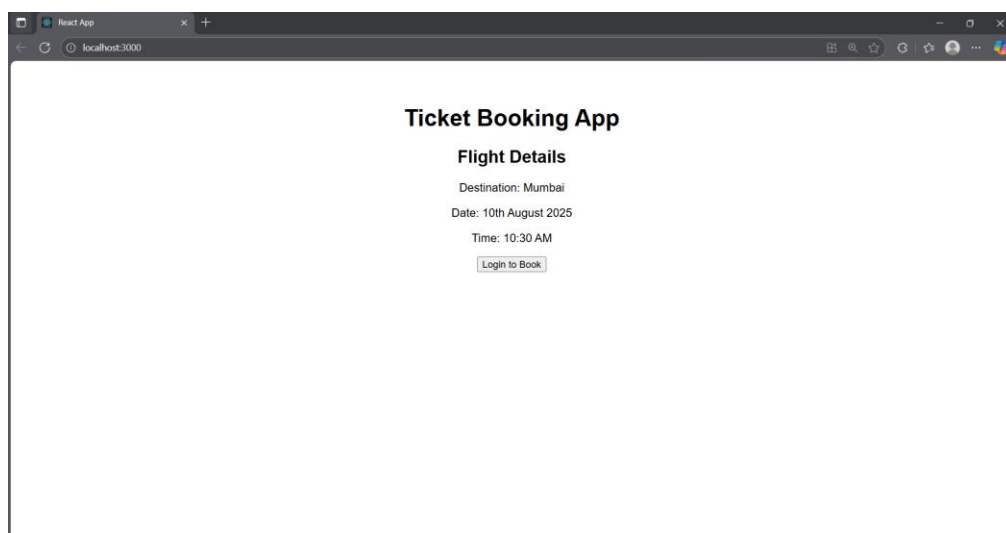 React App
localhost:3000
Ticket Booking App
Flight Details
Destination: Mumbai
Date: 10th August 2025
Time: 10:30 AM
Login to Book